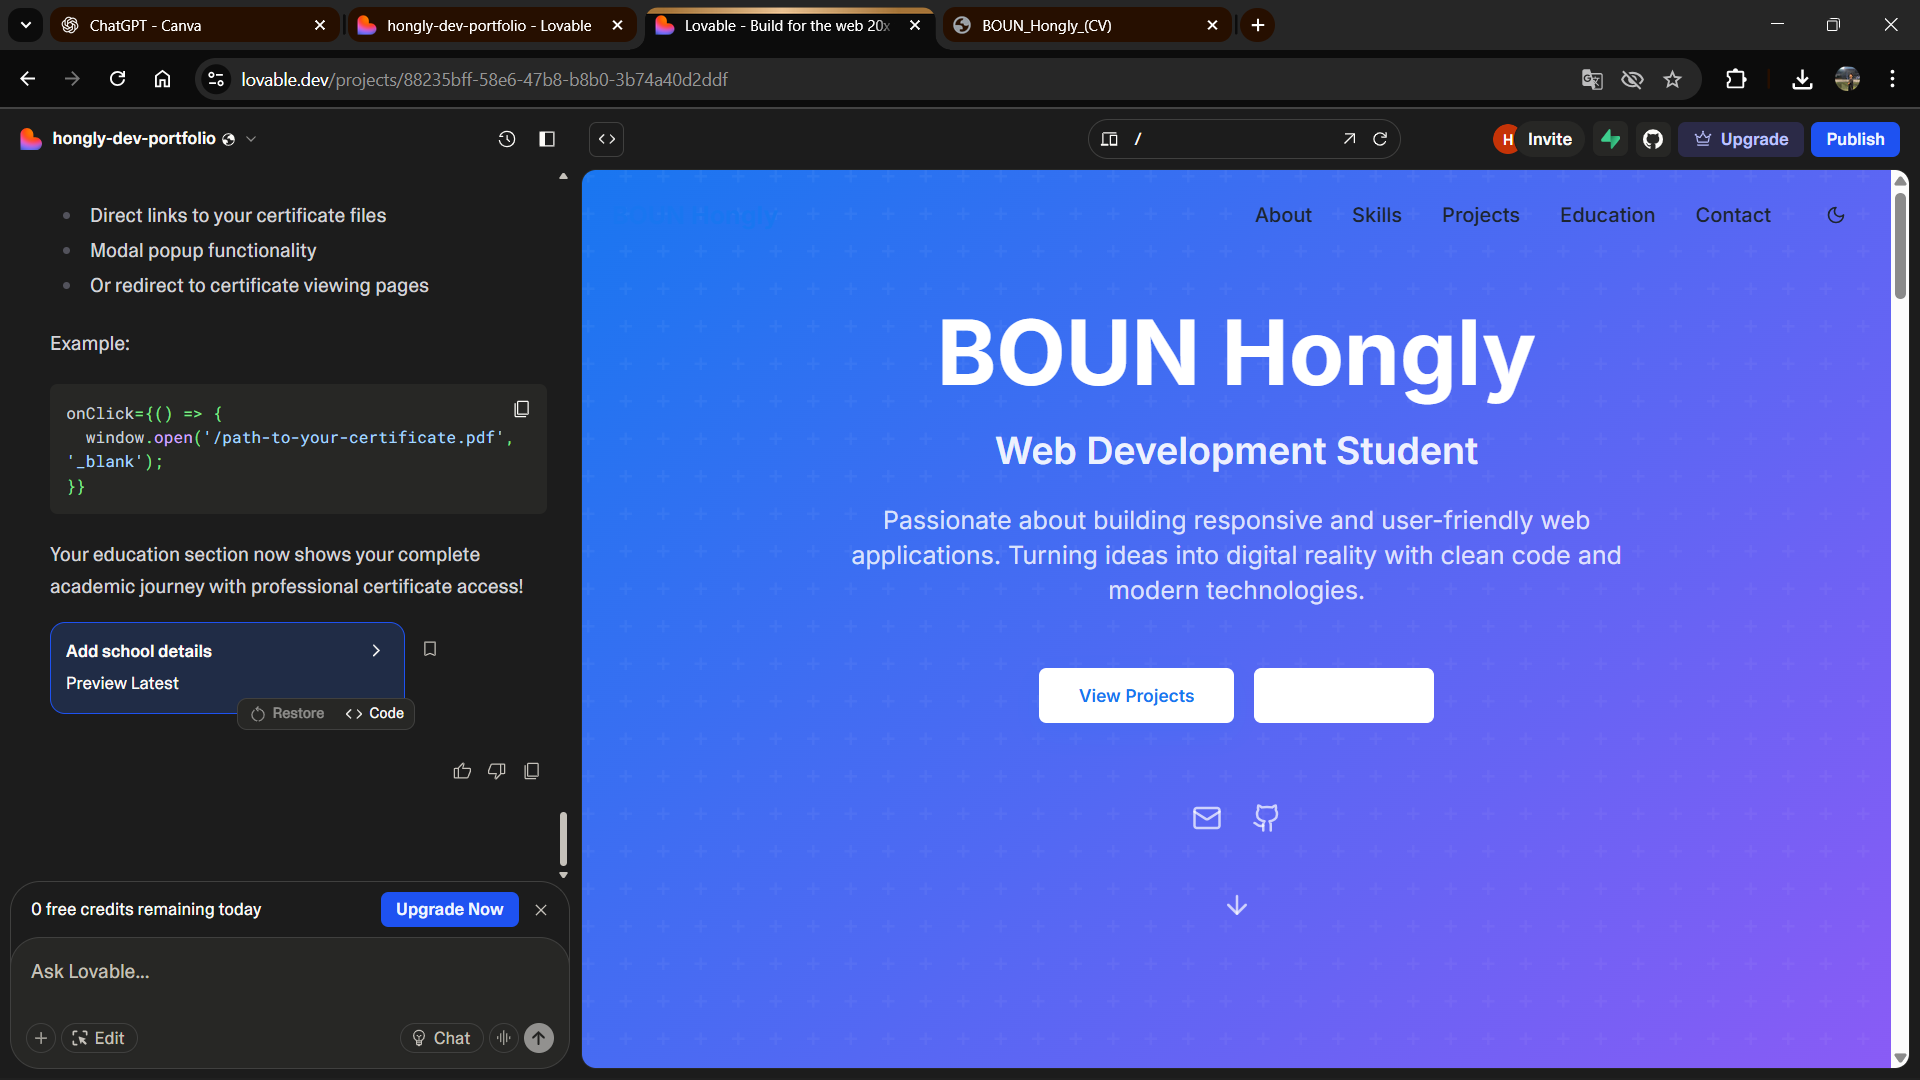 ChatGPT - Canva
hongly-dev-portfolio - Lovable
Lovable - Build for the web 20x
BOUN_Hongly_(CV)
lovable.dev/projects/88235bff-58e6-47b8-b8b0-3b74a40d2ddf
hongly-dev-portfolio
/
H Invite
Upgrade
Publish
Direct links to your certificate files
Modal popup functionality
Or redirect to certificate viewing pages
Example:
onClick={() => {
window.open('/path-to-your-certificate.pdf',
'_blank');
}}
Your education section now shows your complete
academic journey with professional certificate access!
Add school details
Preview Latest
Restore
<> Code
0 free credits remaining today
Upgrade Now
Ask Lovable...
Edit
Chat
About
Skills
Projects
Education
Contact
BOUN Hongly
Web Development Student
Passionate about building responsive and user-friendly web
applications. Turning ideas into digital reality with clean code and
modern technologies.
View Projects